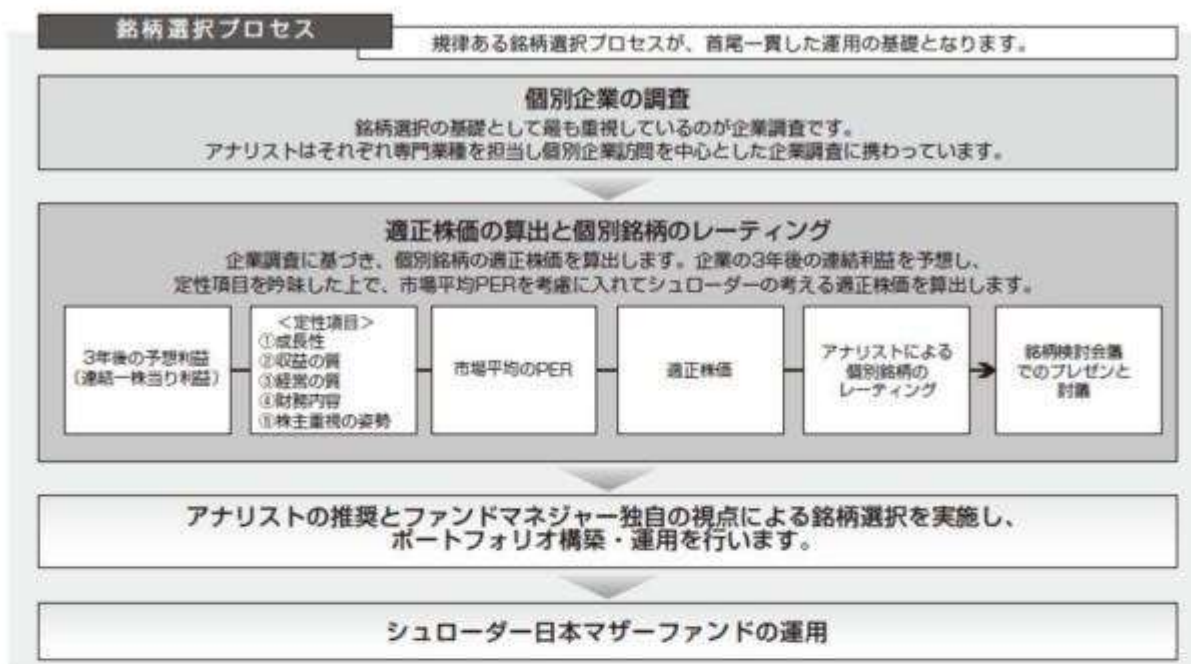 銘柄選択プロセス
規律ある銘柄選択プロセスが、首尾一貫した運用の基礎となります。
個別企業の調査
銘柄選択の基礎として最も重視しているのが企業調査です。
アナリストはそれぞれ専門業種を担当し個別企業訪問を中心とした企業調査に携わっています。
適正株価の算出と個別銘柄のレーティング
企業調査に基づき、個別銘柄の適正株価を算出します。企業の3年後の連結利益を予想し、
定性項目を吟味した上で、市場平均PERを考慮に入れてシュローダーの考える適正株価を算出します。
3年後の予想利益
(連結一株当り利益)
＜定性項目＞
①成長性
②収益の質
③経営の質
④財務内容
⑤株主重視の姿勢
市場平均のPER
適正株価
アナリストによる
個別銘柄の
レーティング
銘柄検討会議
でのプレゼンと
討議
アナリストの推奨とファンドマネジャー独自の視点による銘柄選択を実施し、
ポートフォリオ構築・運用を行います。
シュローダー日本マザーファンドの運用